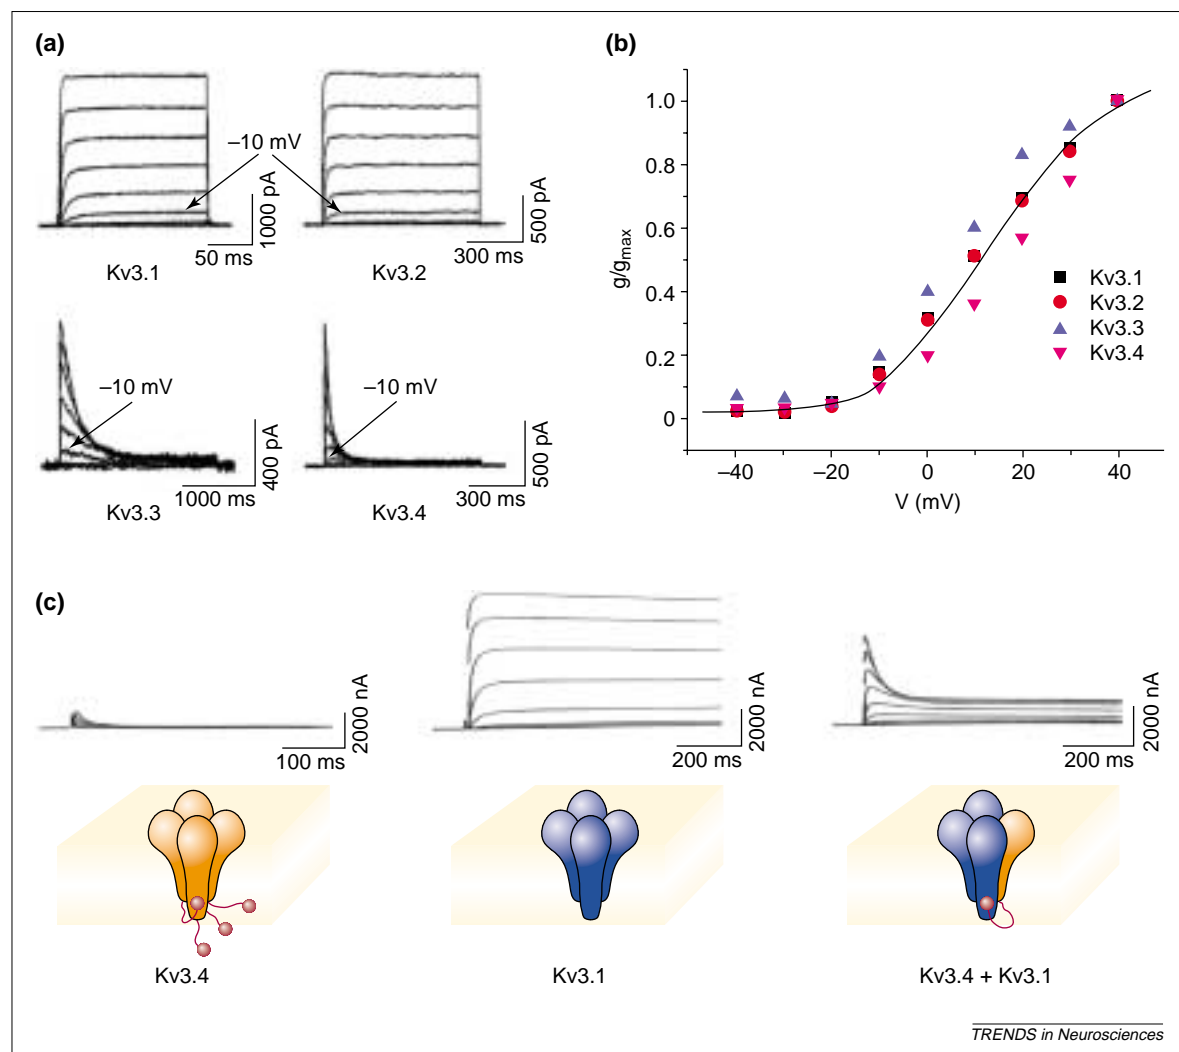 (a)
–10 mV
1000 pA
50 ms
Kv3.1
500 pA
300 ms
Kv3.2
–10 mV
400 pA
1000 ms
Kv3.3
–10 mV
500 pA
300 ms
Kv3.4
(b)
1.0
0.8
0.6
0.4
0.2
0
g/gmax
–40
–20
0
20
40
V (mV)
Kv3.1
Kv3.2
Kv3.3
Kv3.4
(c)
2000 nA
100 ms
2000 nA
200 ms
2000 nA
200 ms
Kv3.4
Kv3.1
Kv3.4 + Kv3.1
TRENDS in Neurosciences